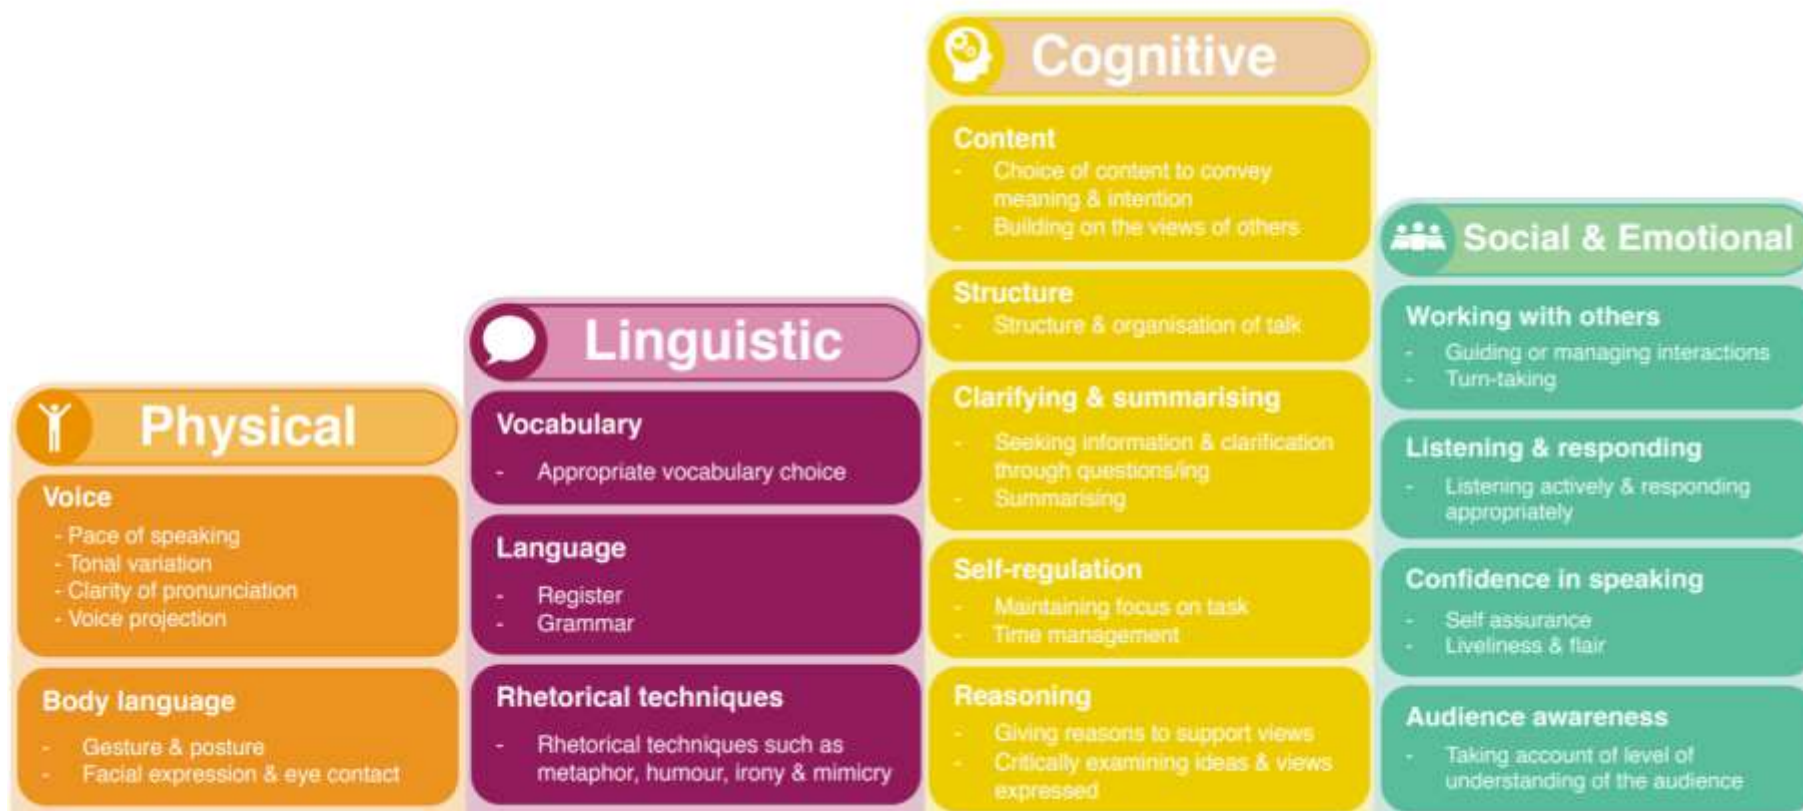 Physical
Voice
- Pace of speaking
- Tonal variation
- Clarity of pronunciation
- Voice projection
Body language
- Gesture & posture
- Facial expression & eye contact
Linguistic
Vocabulary
- Appropriate vocabulary choice
Language
- Register
- Grammar
Rhetorical techniques
- Rhetorical techniques such as
metaphor, humour, irony & mimicry
Cognitive
Content
- Choice of content to convey
meaning & intention
- Building on the views of others
Structure
- Structure & organisation of talk
Clarifying & summarising
- Seeking information & clarification
through questions/ing
- Summarising
Self-regulation
- Maintaining focus on task
- Time management
Reasoning
- Giving reasons to support views
- Critically examining ideas & views
expressed
Social & Emotional
Working with others
- Guiding or managing interactions
- Turn-taking
Listening & responding
- Listening actively & responding
appropriately
Confidence in speaking
- Self assurance
- Liveliness & flair
Audience awareness
- Taking account of level of
understanding of the audience